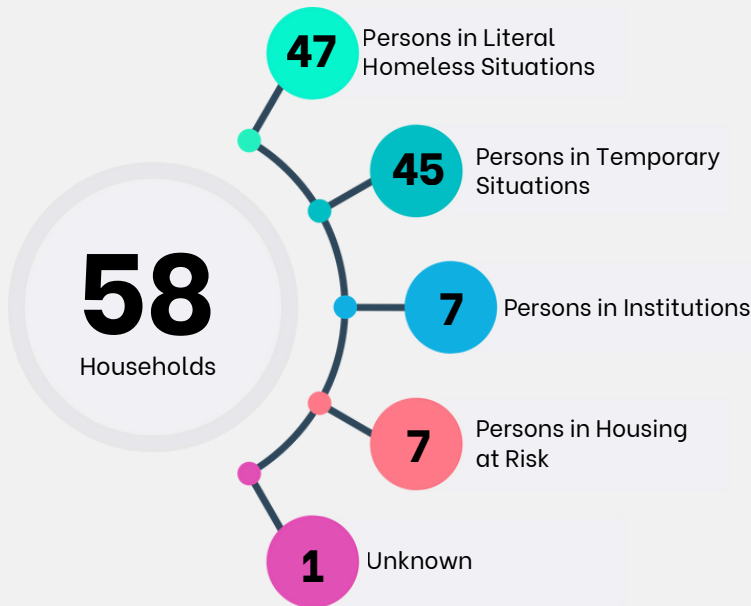 47
Persons in Literal
Homeless Situations
45
Persons in Temporary
Situations
58
Households
7
Persons in Institutions
7
Persons in Housing
at Risk
1
Unknown